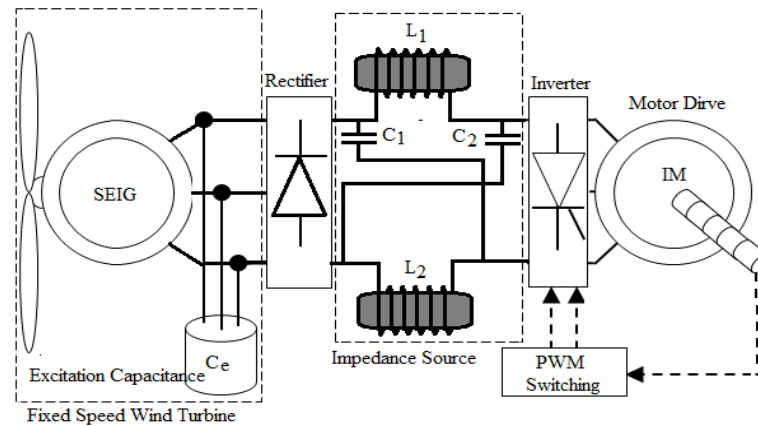 L1
Rectifier
Inverter
Motor Dirve
C1
C2
SEIG
IM
L2
Ce
Excitation Capacitance
Impedance Source
PWM
Switching
Fixed Speed Wind Turbine